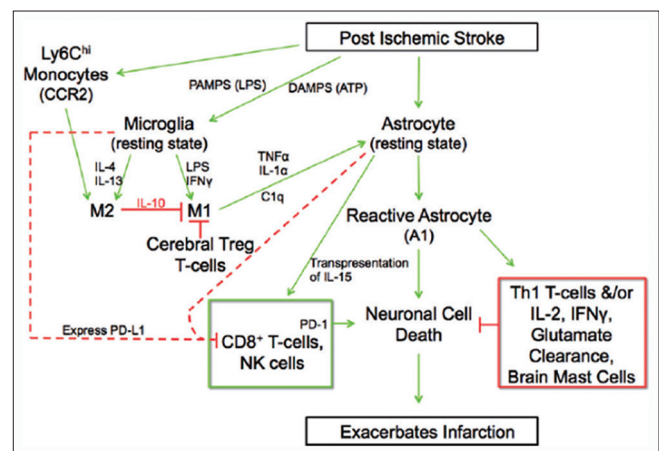 Post Ischemic Stroke
Ly6Chi
Monocytes
(CCR2)
PAMPS (LPS)
DAMPS (ATP)
Microglia
(resting state)
Astrocyte
(resting state)
IL-4
IL-13
LPS
IFNγ
TNFα
IL-1α
C1q
M2
IL-10
M1
Cerebral Treg
T-cells
Reactive Astrocyte
(A1)
Transpresentation
of IL-15
Express PD-L1
PD-1
CD8+ T-cells,
NK cells
Neuronal Cell
Death
Th1 T-cells &/or
IL-2, IFNγ,
Glutamate
Clearance,
Brain Mast Cells
Exacerbates Infarction